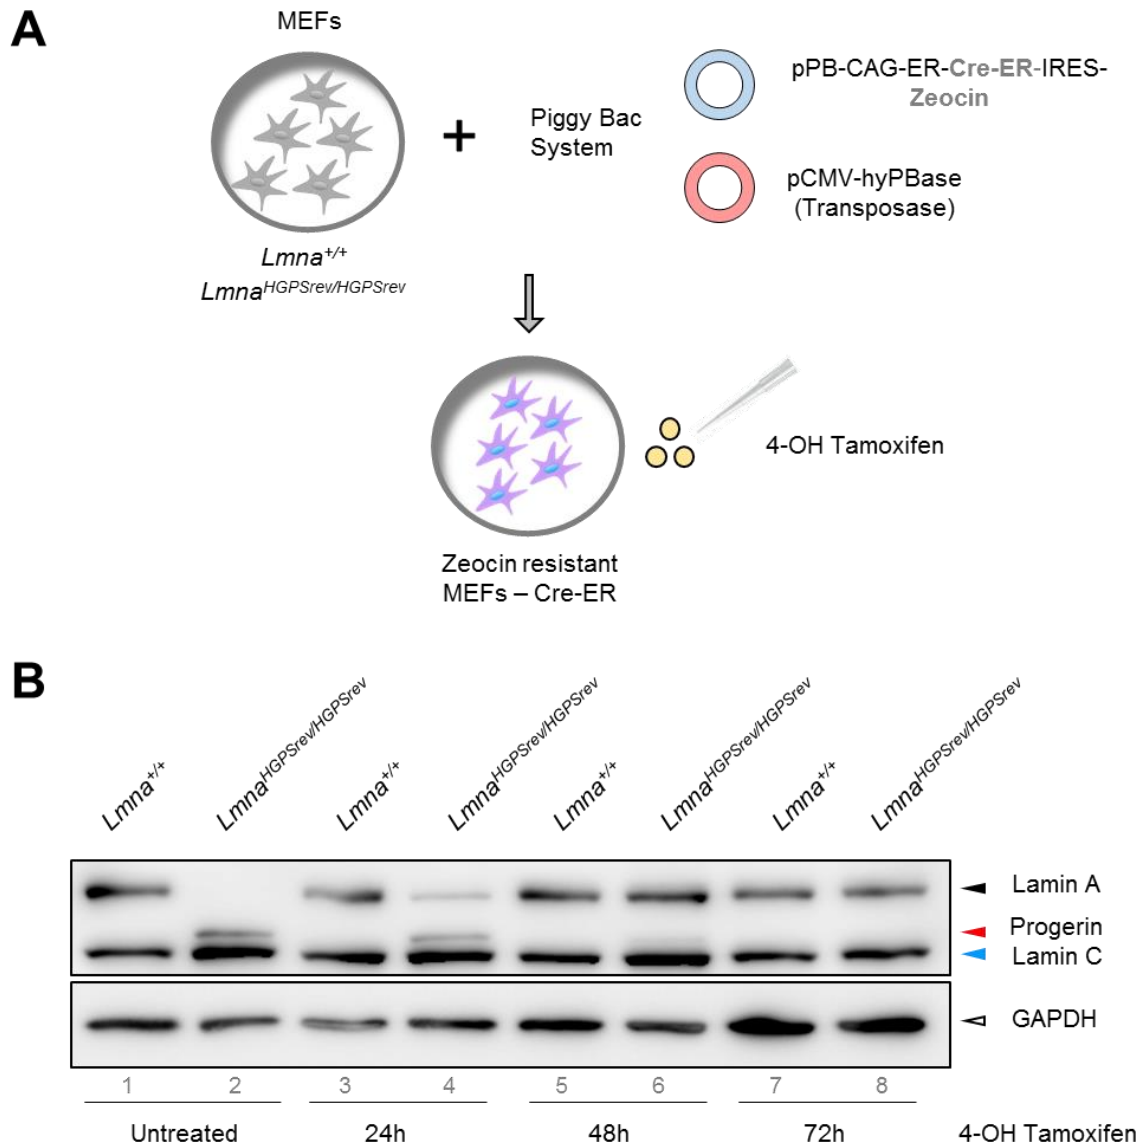 A
MEFs
+
Piggy Bac
System
pPB-CAG-ER-Cre-ER-IRES-
Zeocin
pCMV-hyPBase
(Transposase)
Lmna+/+
LmnaHGPSrev/HGPSrev
4-OH Tamoxifen
Zeocin resistant
MEFs – Cre-ER
B
Lmna+/+
LmnaHGPSrev/HGPSrev
Lmna+/+
LmnaHGPSrev/HGPSrev
Lmna+/+
LmnaHGPSrev/HGPSrev
Lmna+/+
LmnaHGPSrev/HGPSrev
Lamin A
Progerin
Lamin C
GAPDH
1 2 3 4 5 6 7 8
Untreated 24h 48h 72h 4-OH Tamoxifen